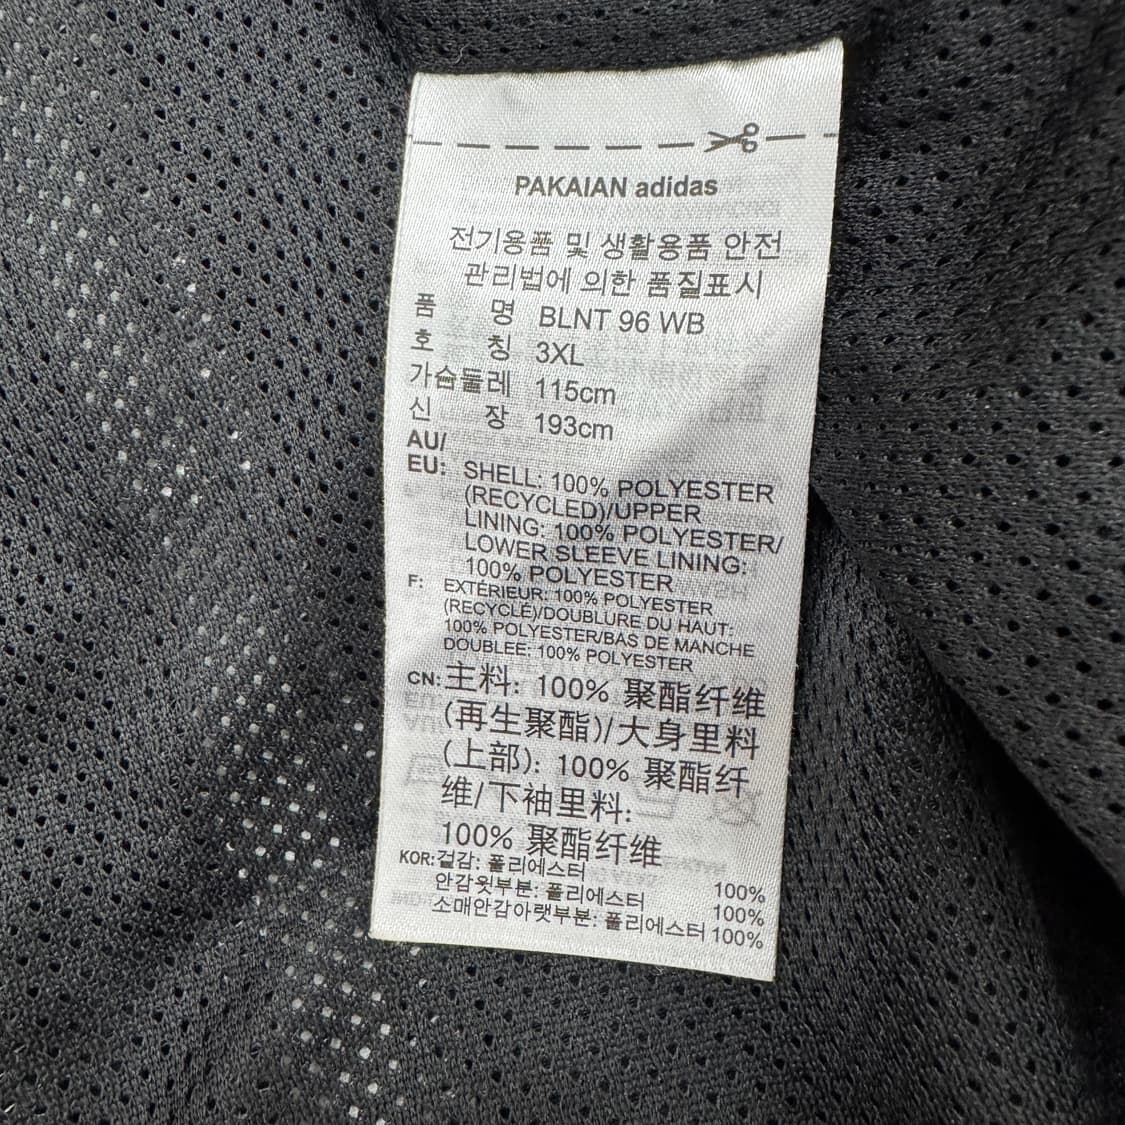 PAKAIAN adidas
전기용품 및 생활용품 안전
관리법에 의한 품질표시
품 명 BLNT 96 WB
호 칭 3XL
가슴둘레 115cm
신 장 193cm
AU/
EU: SHELL: 100% POLYESTER
(RECYCLED)/UPPER
LINING: 100% POLYESTER/
LOWER SLEEVE LINING:
100% POLYESTER
F: EXTÉRIEUR: 100% POLYESTER
(RECYCLÉ)/DOUBLURE DU HAUT:
100% POLYESTER/BAS DE MANCHE
DOUBLEE: 100% POLYESTER
CN: 主料: 100% 聚酯纤维
(再生聚酯)/大身里料
(上部): 100% 聚酯纤
维/下袖里料:
100% 聚酯纤维
KOR: 겉감: 폴리에스터 100%
안감윗부분: 폴리에스터 100%
소매안감아랫부분: 폴리에스터 100%